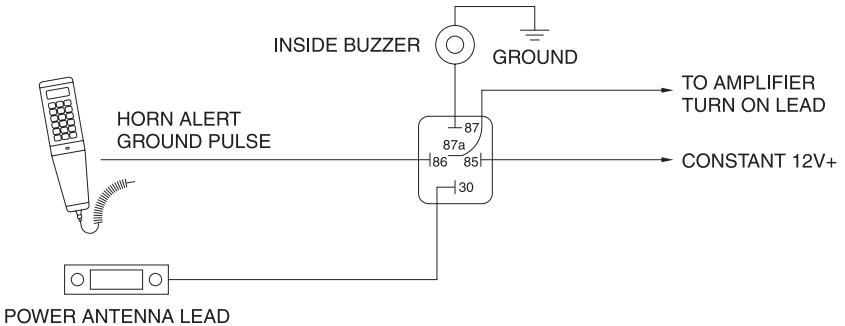 INSIDE BUZZER
GROUND
TO AMPLIFIER
TURN ON LEAD
HORN ALERT
GROUND PULSE
87
87a
86
85
CONSTANT 12V+
30
POWER ANTENNA LEAD